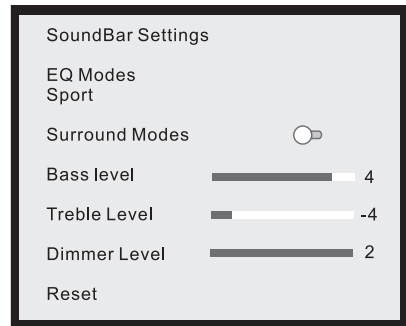 SoundBar Settings
EQ Modes
Sport
Surround Modes
Bass level 4
Treble Level -4
Dimmer Level 2
Reset